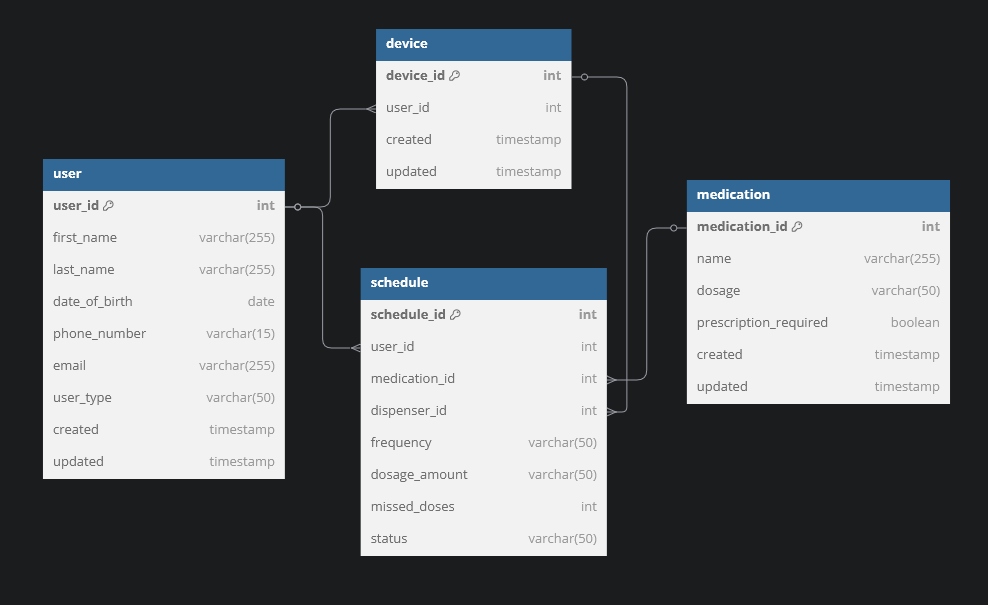 device
device_id int
user_id int
created timestamp
updated timestamp
user
user_id int
first_name varchar(255)
last_name varchar(255)
date_of_birth date
phone_number varchar(15)
email varchar(255)
user_type varchar(50)
created timestamp
updated timestamp
schedule
schedule_id int
user_id int
medication_id int
dispenser_id int
frequency varchar(50)
dosage_amount varchar(50)
missed_doses int
status varchar(50)
medication
medication_id int
name varchar(255)
dosage varchar(50)
prescription_required boolean
created timestamp
updated timestamp